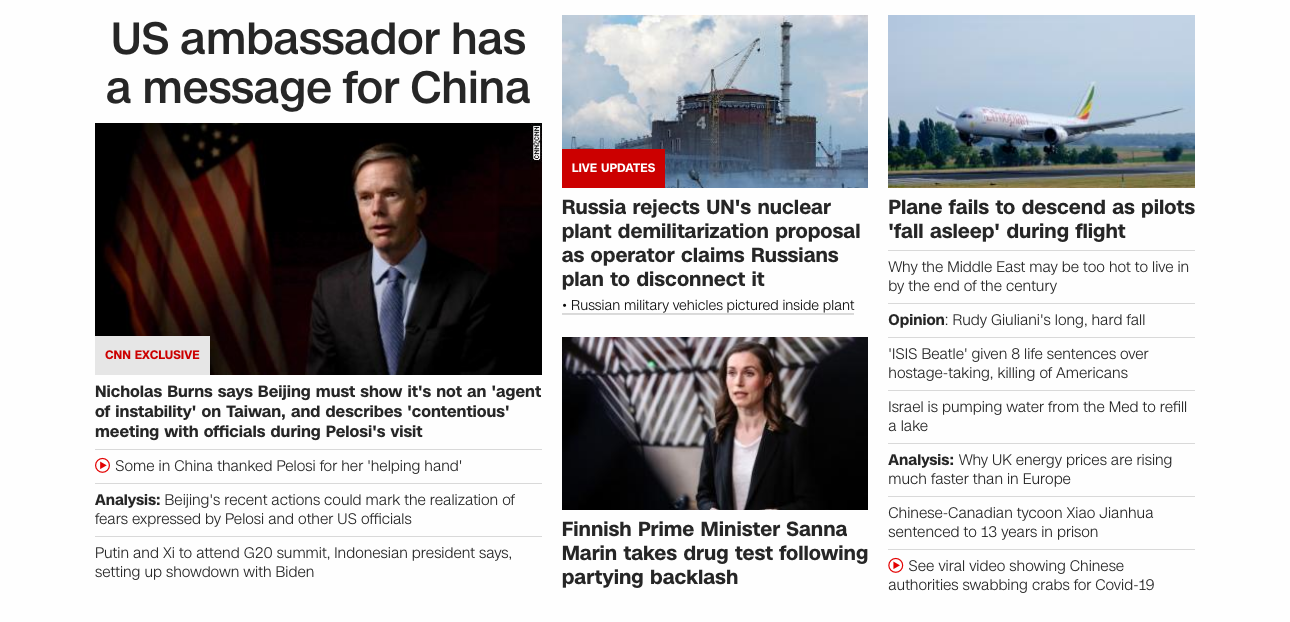 US ambassador has
a message for China
CNN EXCLUSIVE
Nicholas Burns says Beijing must show it's not an 'agent
of instability' on Taiwan, and describes 'contentious'
meeting with officials during Pelosi's visit
Some in China thanked Pelosi for her 'helping hand'
Analysis: Beijing's recent actions could mark the realization of
fears expressed by Pelosi and other US officials
Putin and Xi to attend G20 summit, Indonesian president says,
setting up showdown with Biden
4
LIVE UPDATES
Russia rejects UN's nuclear
plant demilitarization proposal
as operator claims Russians
plan to disconnect it
• Russian military vehicles pictured inside plant
Finnish Prime Minister Sanna
Marin takes drug test following
partying backlash
Ethiopian
Plane fails to descend as pilots
'fall asleep' during flight
Why the Middle East may be too hot to live in
by the end of the century
Opinion: Rudy Giuliani's long, hard fall
'ISIS Beatle' given 8 life sentences over
hostage-taking, killing of Americans
Israel is pumping water from the Med to refill
a lake
Analysis: Why UK energy prices are rising
much faster than in Europe
Chinese-Canadian tycoon Xiao Jianhua
sentenced to 13 years in prison
See viral video showing Chinese
authorities swabbing crabs for Covid-19